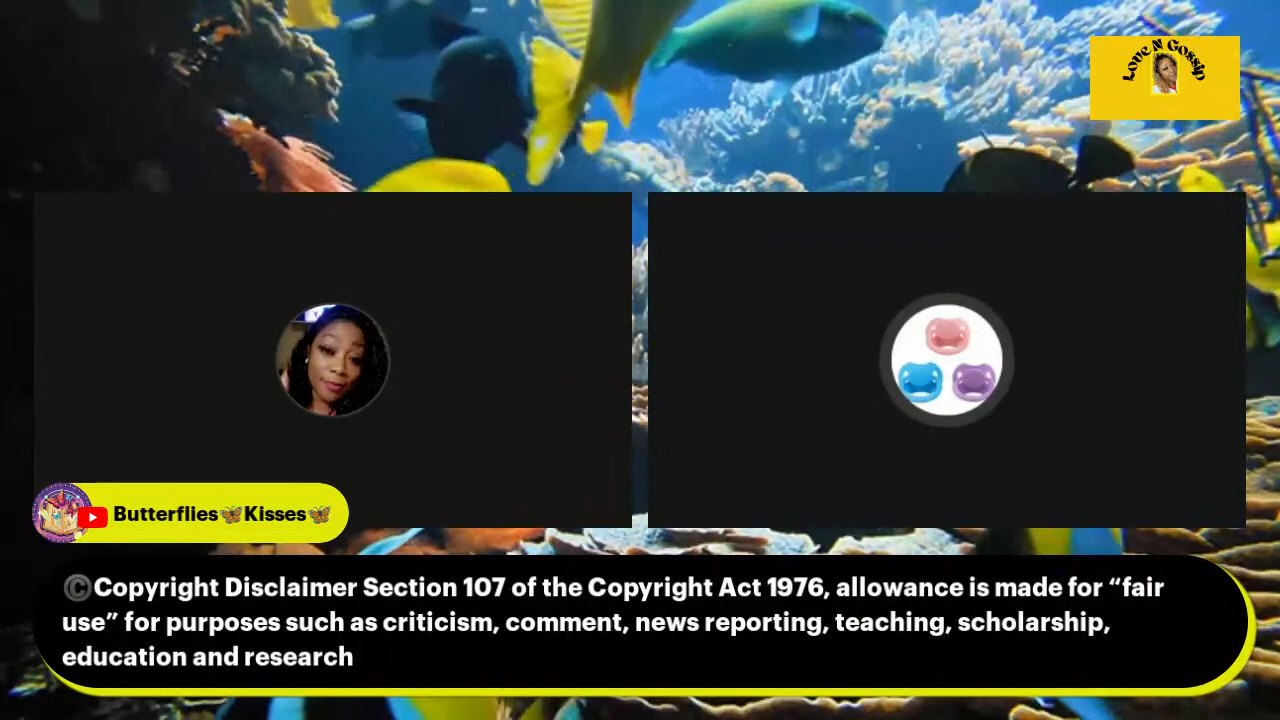 Love N Gossip
Butterflies🦋Kisses🦋
©Copyright Disclaimer Section 107 of the Copyright Act 1976, allowance is made for “fair
use” for purposes such as criticism, comment, news reporting, teaching, scholarship,
education and research